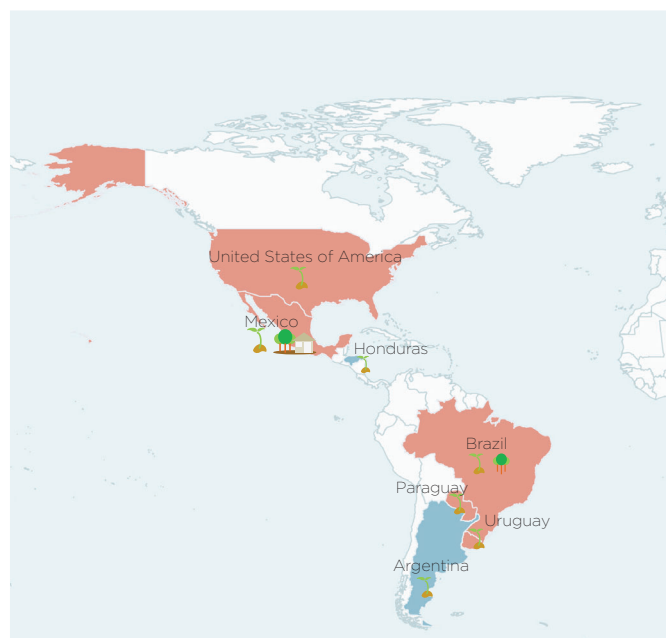 United States of America
Mexico
Honduras
Brazil
Paraguay
Uruguay
Argentina